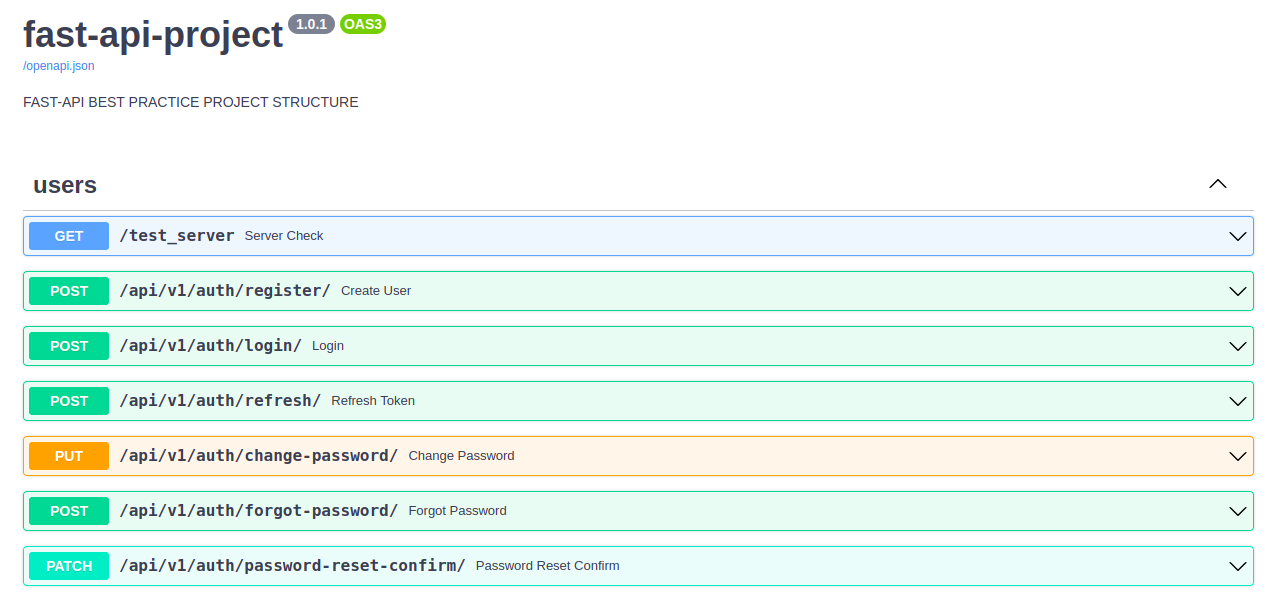 fast-api-project 1.0.1 OAS3
/openapi.json
FAST-API BEST PRACTICE PROJECT STRUCTURE
users
GET /test_server Server Check
POST /api/v1/auth/register/ Create User
POST /api/v1/auth/login/ Login
POST /api/v1/auth/refresh/ Refresh Token
PUT /api/v1/auth/change-password/ Change Password
POST /api/v1/auth/forgot-password/ Forgot Password
PATCH /api/v1/auth/password-reset-confirm/ Password Reset Confirm